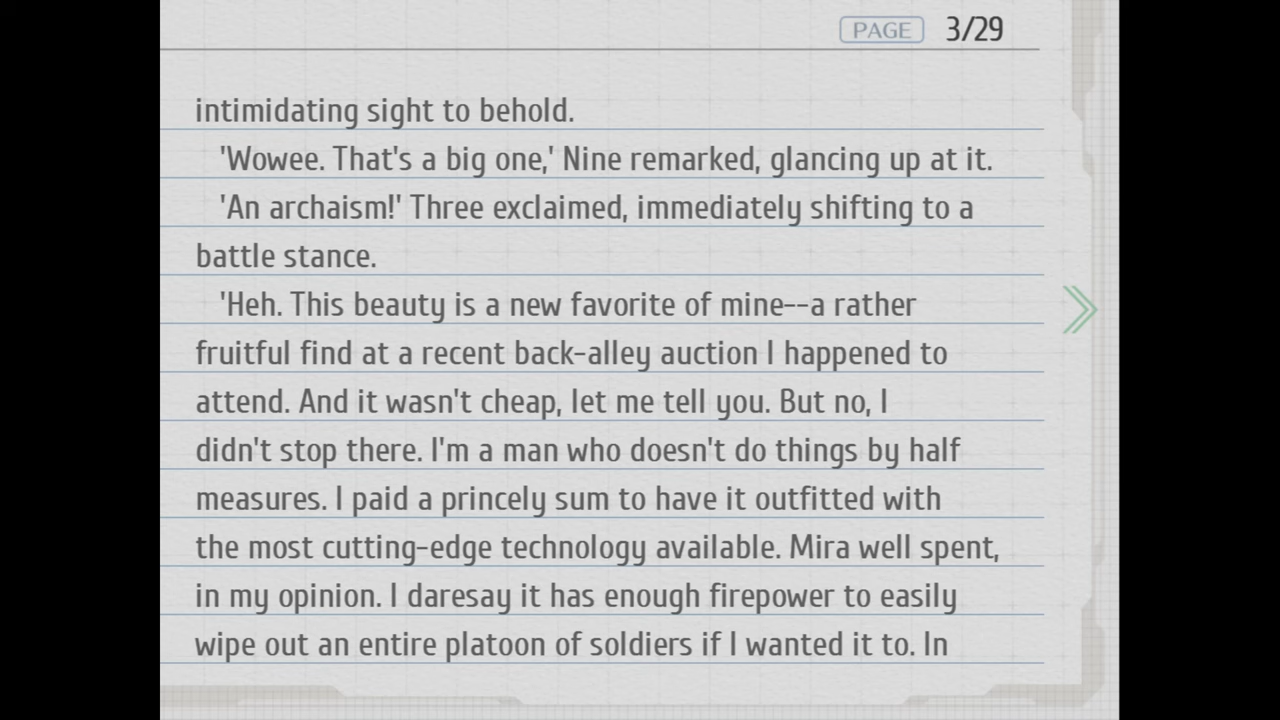 PAGE 3/29
intimidating sight to behold.
'Wowee. That's a big one,' Nine remarked, glancing up at it.
'An archaism!' Three exclaimed, immediately shifting to a
battle stance.
'Heh. This beauty is a new favorite of mine--a rather
fruitful find at a recent back-alley auction I happened to
attend. And it wasn't cheap, let me tell you. But no, I
didn't stop there. I'm a man who doesn't do things by half
measures. I paid a princely sum to have it outfitted with
the most cutting-edge technology available. Mira well spent,
in my opinion. I daresay it has enough firepower to easily
wipe out an entire platoon of soldiers if I wanted it to. In